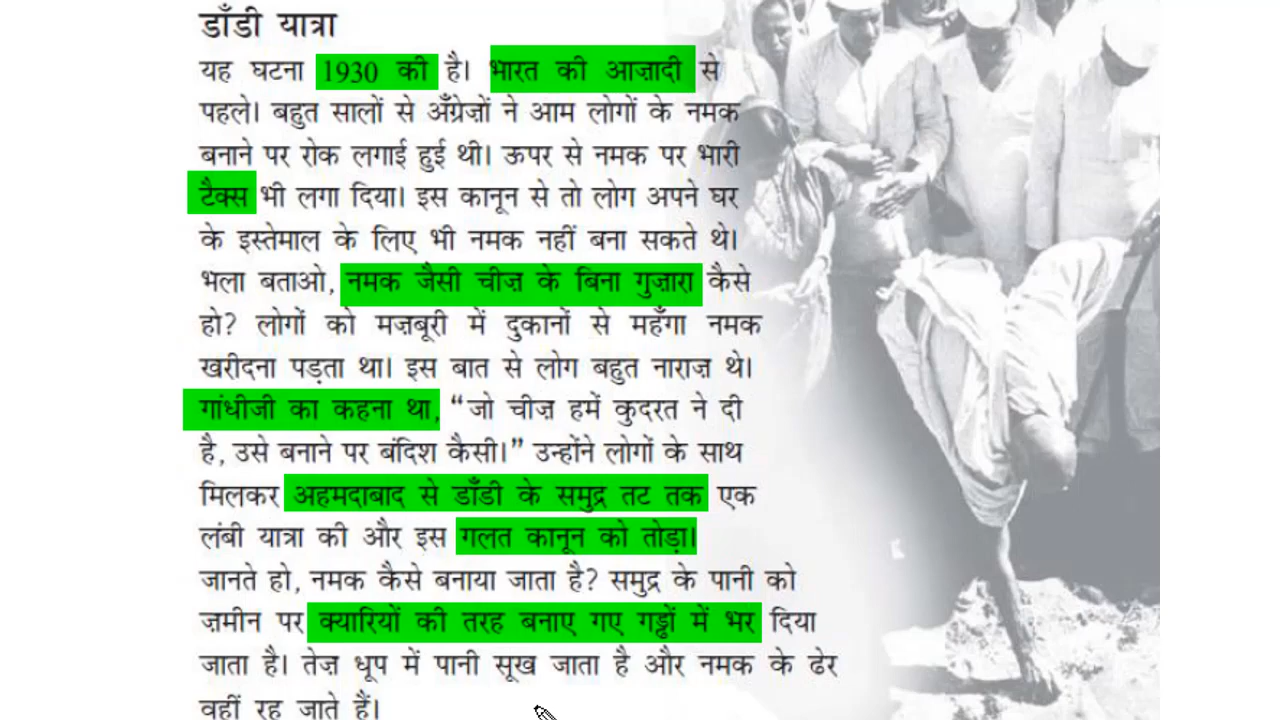 डाँडी यात्रा
यह घटना 1930 की है। भारत की आज़ादी से
पहले। बहुत सालों से अँग्रेज़ों ने आम लोगों के नमक
बनाने पर रोक लगाई हुई थी। ऊपर से नमक पर भारी
टैक्स भी लगा दिया। इस कानून से तो लोग अपने घर
के इस्तेमाल के लिए भी नमक नहीं बना सकते थे।
भला बताओ, नमक जैसी चीज़ के बिना गुज़ारा कैसे
हो? लोगों को मज़बूरी में दुकानों से महँगा नमक
खरीदना पड़ता था। इस बात से लोग बहुत नाराज़ थे।
गांधीजी का कहना था, “जो चीज़ हमें कुदरत ने दी
है, उसे बनाने पर बंदिश कैसी।” उन्होंने लोगों के साथ
मिलकर अहमदाबाद से डाँडी के समुद्र तट तक एक
लंबी यात्रा की और इस गलत कानून को तोड़ा।
जानते हो, नमक कैसे बनाया जाता है? समुद्र के पानी को
ज़मीन पर क्यारियों की तरह बनाए गए गड्ढों में भर दिया
जाता है। तेज़ धूप में पानी सूख जाता है और नमक के ढेर
वहीं रह जाते हैं।